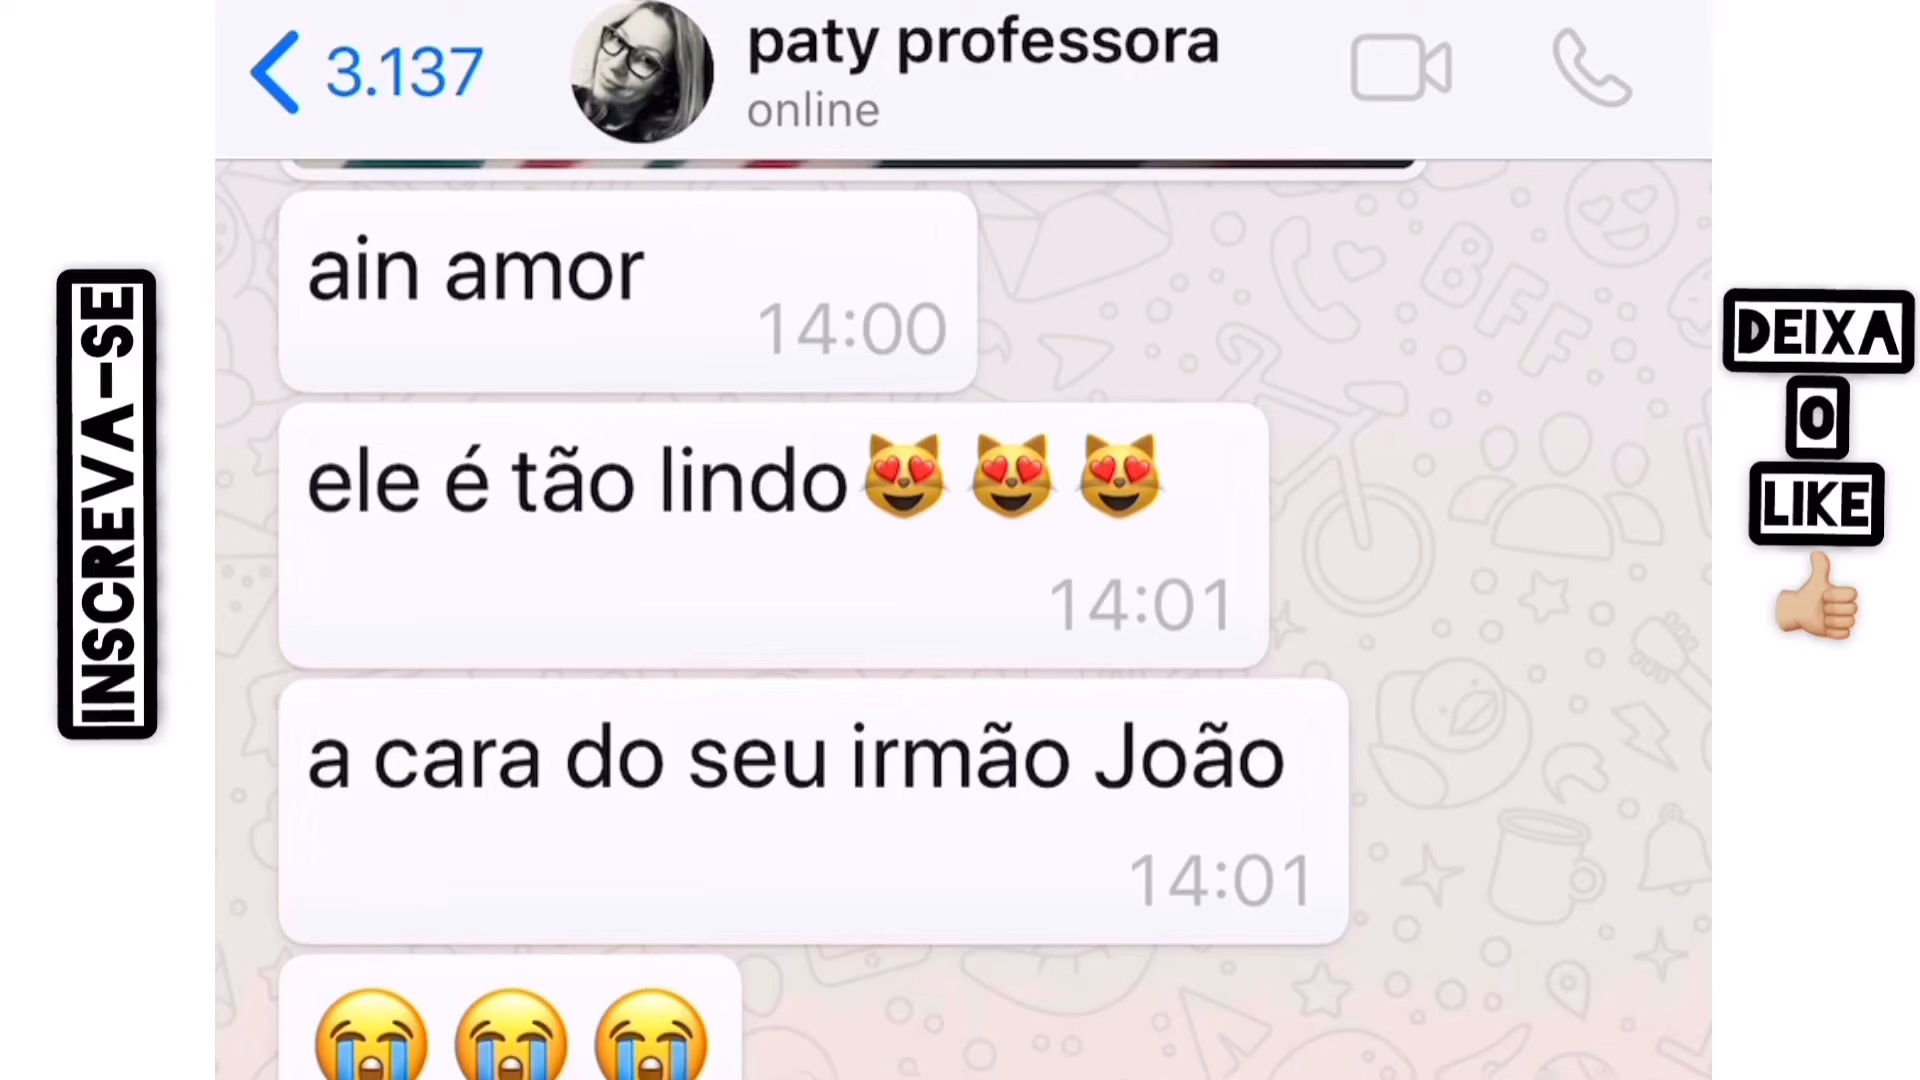 3.137
paty professora
online
ain amor
14:00
ele é tão lindo😻😻😻
14:01
a cara do seu irmão João
14:01
😭😭😭
INSCREVA-SE
DEIXA
O
LIKE